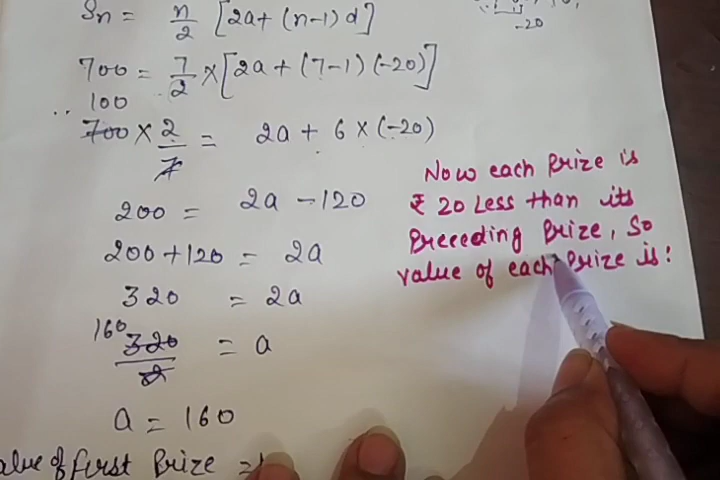 Sn = n/2 [2a + (n-1) d]
-20
700 = 7/2 × [2a + (7-1) (-20)]
100
700 × 2/7 = 2a + 6 × (-20)
200 = 2a - 120
200 + 120 = 2a
320 = 2a
160
320/2 = a
a = 160
alue of first Prize =
Now each Prize is
₹ 20 Less than its
Preceeding Prize, So
value of each Prize is: